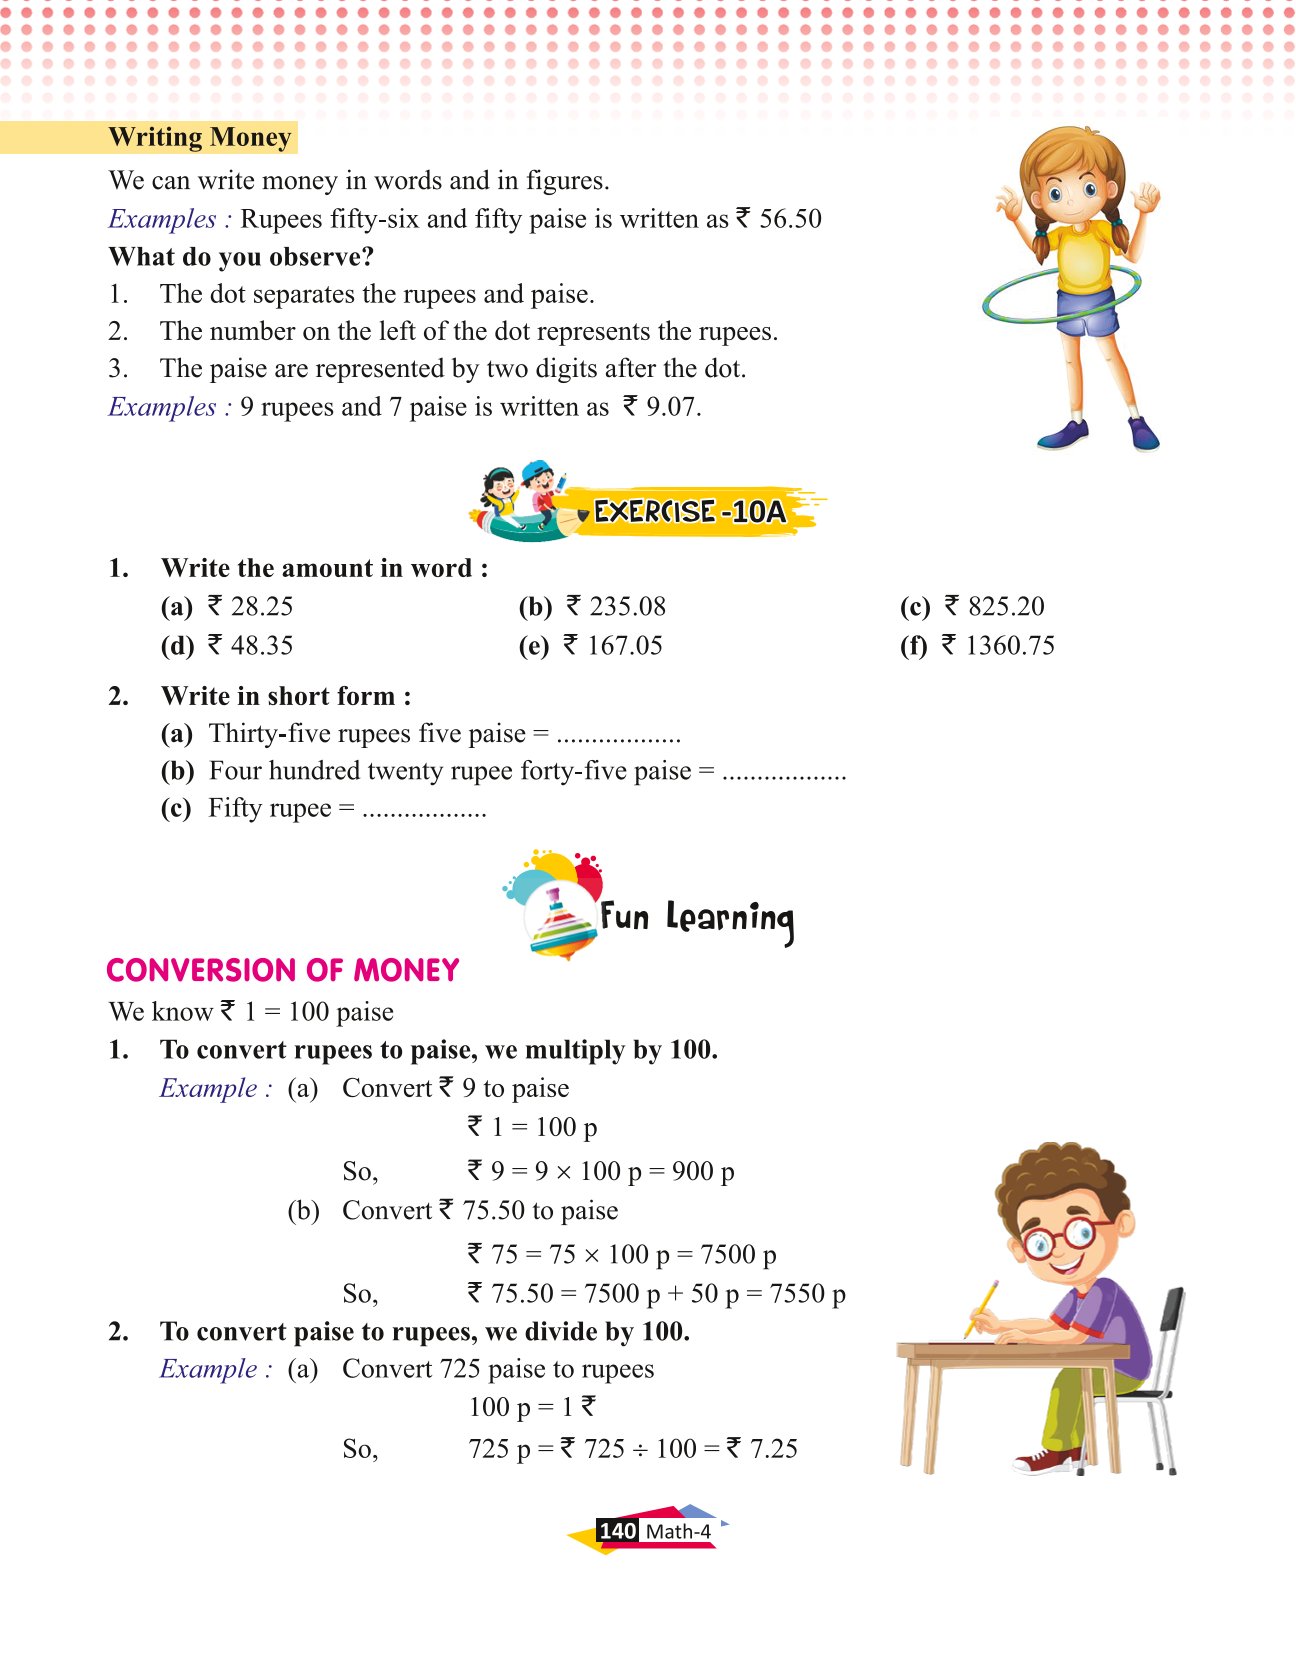 Writing Money
We can write money in words and in figures.
Examples : Rupees fifty-six and fifty paise is written as ₹ 56.50
What do you observe?
1. The dot separates the rupees and paise.
2. The number on the left of the dot represents the rupees.
3. The paise are represented by two digits after the dot.
Examples : 9 rupees and 7 paise is written as ₹ 9.07.
EXERCISE -10A
1. Write the amount in word :
(a) ₹ 28.25 (b) ₹ 235.08 (c) ₹ 825.20
(d) ₹ 48.35 (e) ₹ 167.05 (f) ₹ 1360.75
2. Write in short form :
(a) Thirty-five rupees five paise = ..................
(b) Four hundred twenty rupee forty-five paise = ..................
(c) Fifty rupee = ..................
Fun Learning
CONVERSION OF MONEY
We know ₹ 1 = 100 paise
1. To convert rupees to paise, we multiply by 100.
Example : (a) Convert ₹ 9 to paise
₹ 1 = 100 p
So, ₹ 9 = 9 × 100 p = 900 p
(b) Convert ₹ 75.50 to paise
₹ 75 = 75 × 100 p = 7500 p
So, ₹ 75.50 = 7500 p + 50 p = 7550 p
2. To convert paise to rupees, we divide by 100.
Example : (a) Convert 725 paise to rupees
100 p = 1 ₹
So, 725 p = ₹ 725 ÷ 100 = ₹ 7.25
140 Math-4